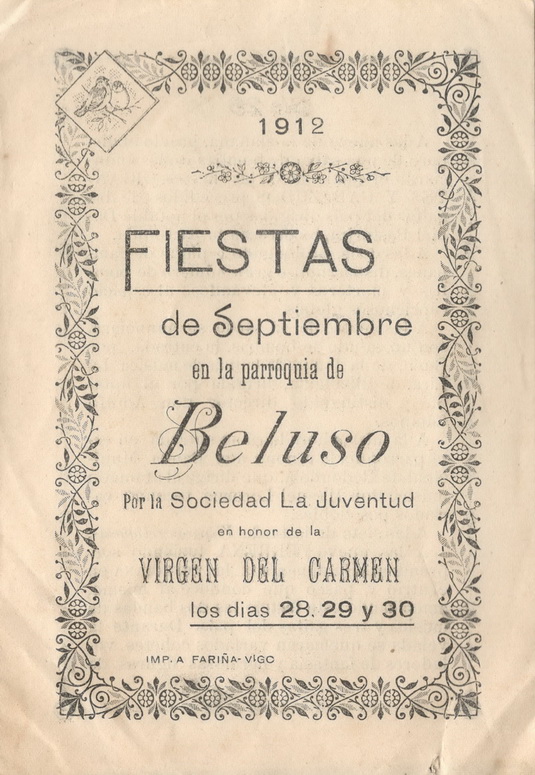 1912
FIESTAS
de Septiembre
en la parroquia de
Beluso
Por la Sociedad La Juventud
en honor de la
VIRGEN DEL CARMEN
los dias 28. 29 y 30
IMP. A FARIÑA-VIGO